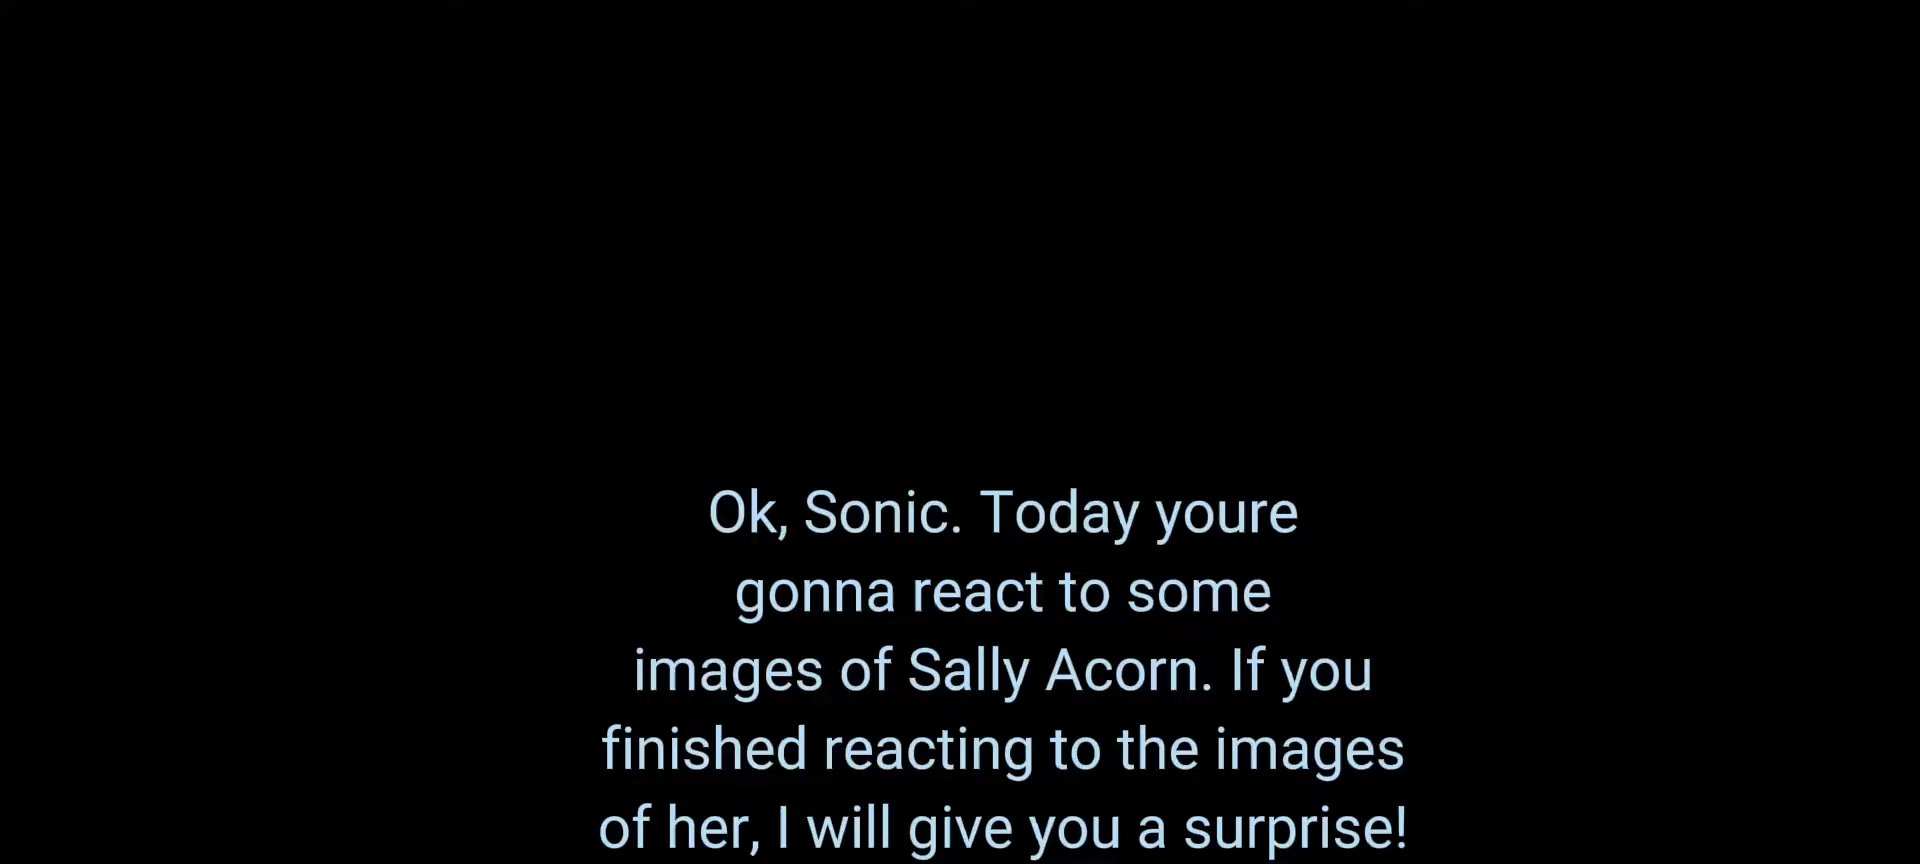 Ok, Sonic. Today youre
gonna react to some
images of Sally Acorn. If you
finished reacting to the images
of her, I will give you a surprise!